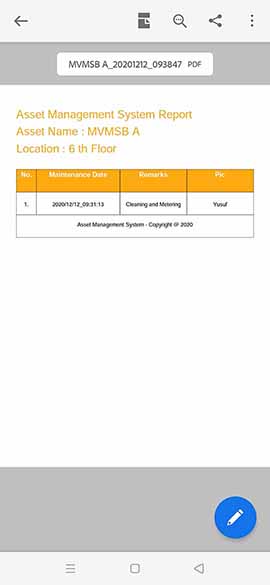 MVMSB A_20201212_093847 PDF
Asset Management System Report
Asset Name : MVMSB A
Location : 6 th Floor
No. Maintenance Date Remarks Pic
1. 2020/12/12_09:31:13 Cleaning and Metering Yusuf
Asset Management System - Copyright @ 2020